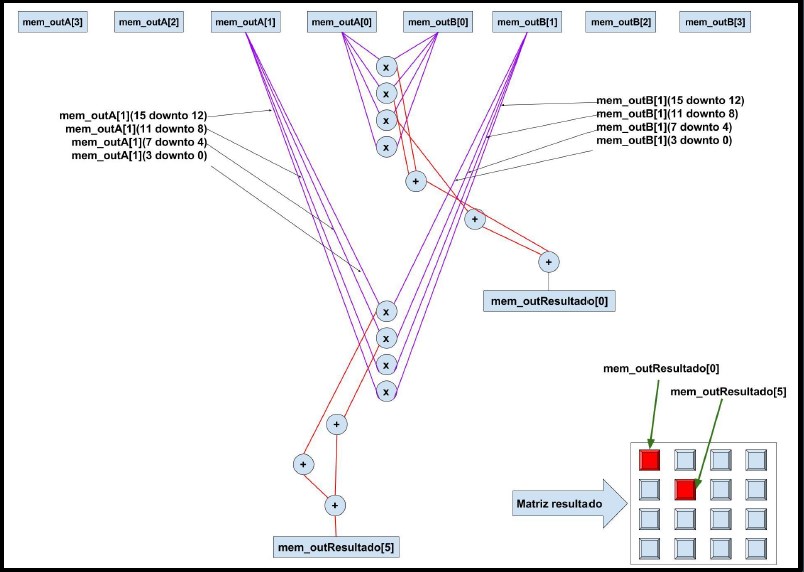 mem_outA[3] mem_outA[2] mem_outA[1] mem_outA[0] mem_outB[0] mem_outB[1] mem_outB[2] mem_outB[3]
x
x
x
x
mem_outA[1](15 downto 12)
mem_outA[1](11 downto 8)
mem_outA[1](7 downto 4)
mem_outA[1](3 downto 0)
mem_outB[1](15 downto 12)
mem_outB[1](11 downto 8)
mem_outB[1](7 downto 4)
mem_outB[1](3 downto 0)
+
+
+
mem_outResultado[0]
x
x
x
x
+
+
+
mem_outResultado[5]
mem_outResultado[0]
mem_outResultado[5]
Matriz resultado